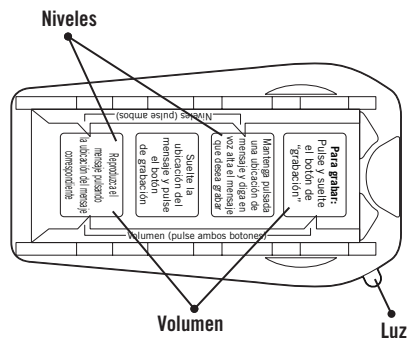 Niveles
Niveles (pulse ambos)
Para grabar:
Pulse y suelte
el botón de
"grabación"
Mantenga pulsada
una ubicación de
mensaje y diga en
voz alta el mensaje
que desea grabar
Suelte la
ubicación del
mensaje y pulse
el botón
de grabación
Reproduzca el
mensaje pulsando
la ubicación del mensaje
correspondiente
Volumen (pulse ambos botones)
Volumen
Luz